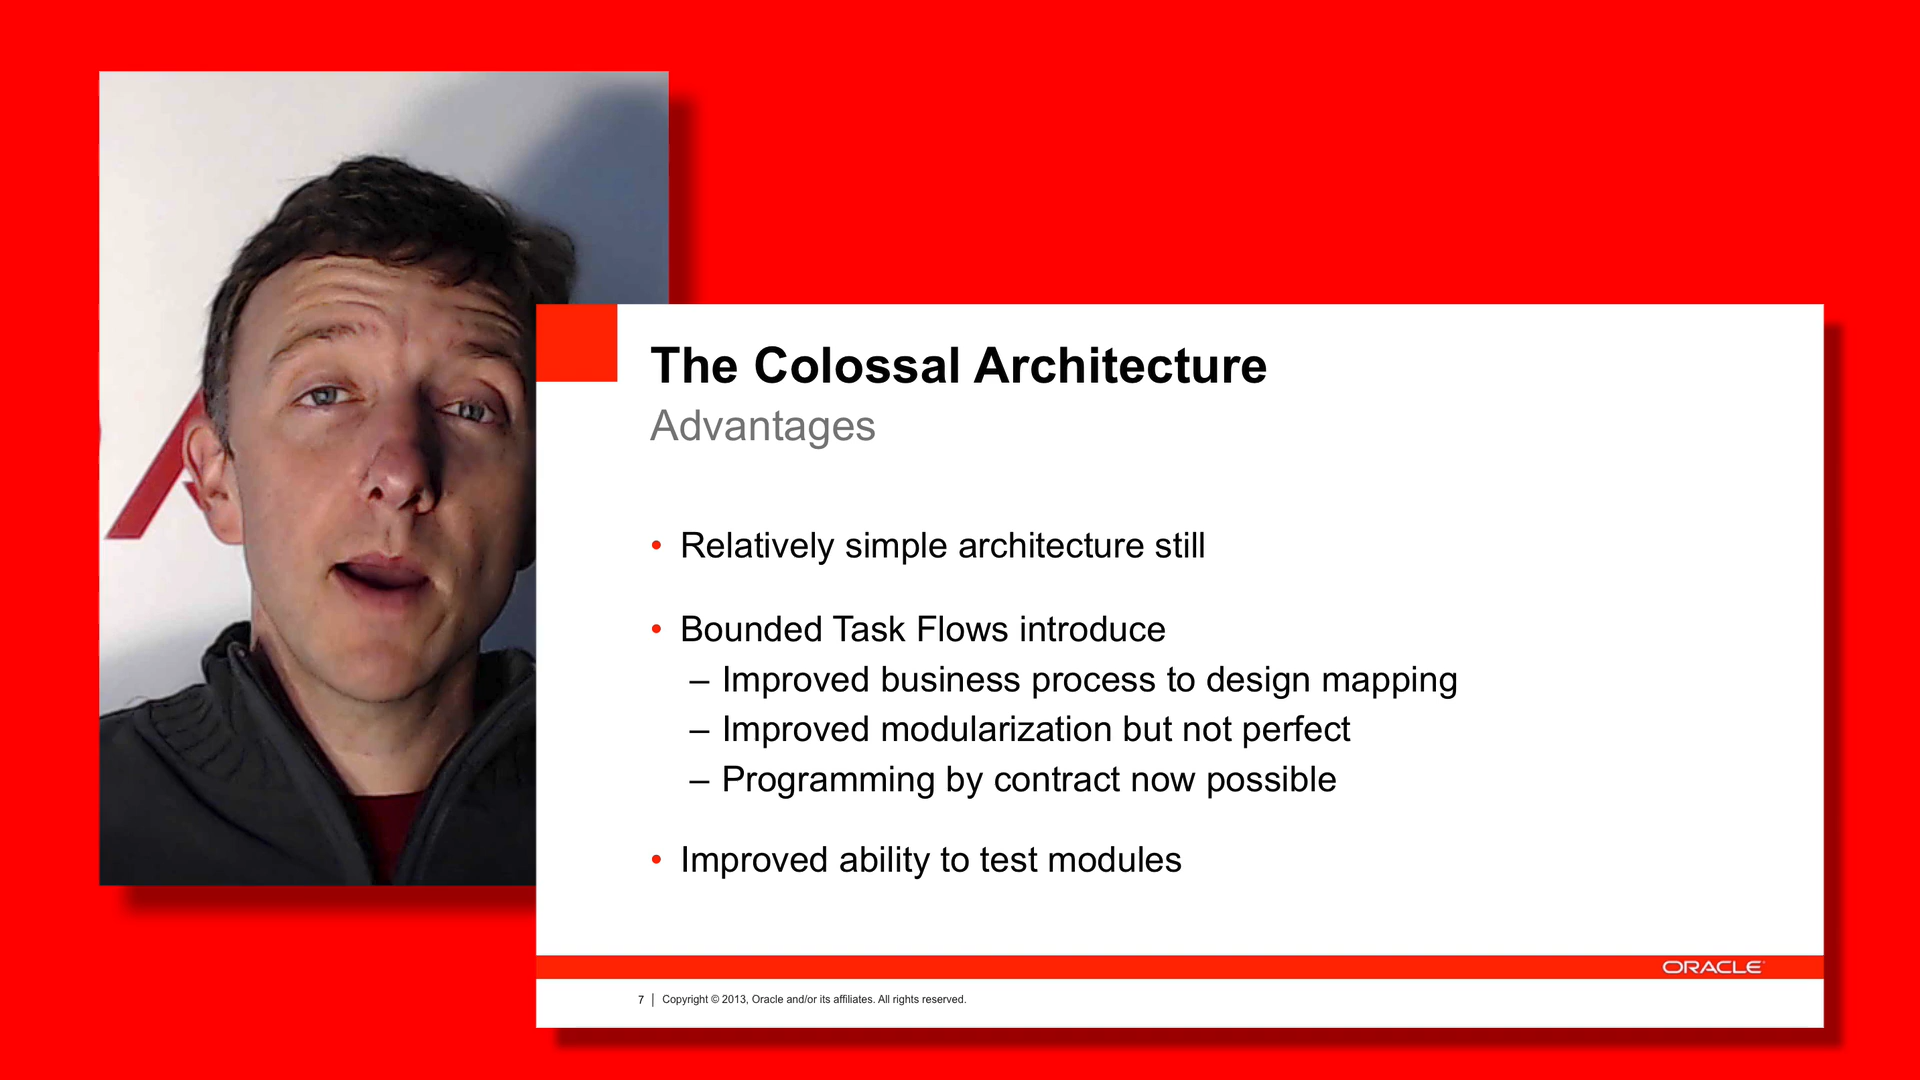 The Colossal Architecture
Advantages
• Relatively simple architecture still
• Bounded Task Flows introduce
– Improved business process to design mapping
– Improved modularization but not perfect
– Programming by contract now possible
• Improved ability to test modules
ORACLE
7 | Copyright © 2013, Oracle and/or its affiliates. All rights reserved.